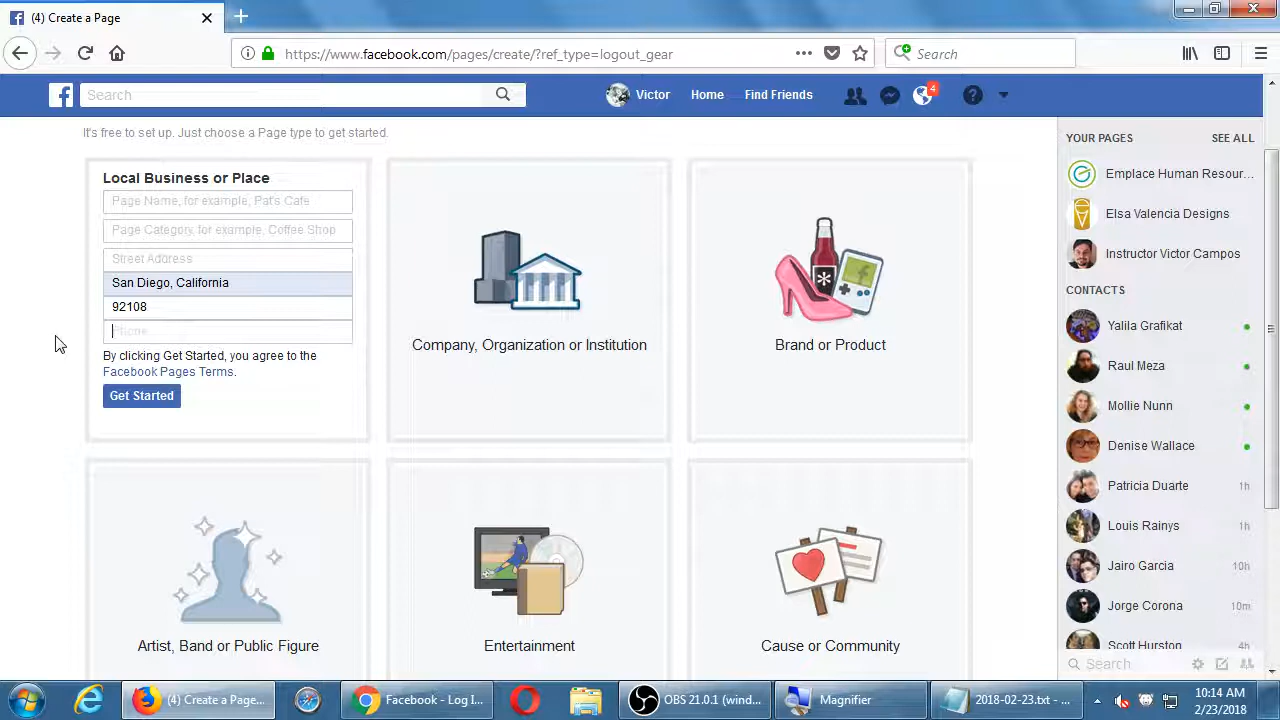 (4) Create a Page
https://www.facebook.com/pages/create/?ref_type=logout_gear
Search
Search
Victor
Home
Find Friends
4
It's free to set up. Just choose a Page type to get started.
Local Business or Place
Page Name, for example, Pat's Cafe
Page Category, for example, Coffee Shop
Street Address
San Diego, California
92108
Phone
By clicking Get Started, you agree to the
Facebook Pages Terms.
Get Started
Company, Organization or Institution
Brand or Product
Artist, Band or Public Figure
Entertainment
Cause or Community
YOUR PAGES
SEE ALL
Emplace Human Resour...
Elsa Valencia Designs
Instructor Victor Campos
CONTACTS
Yalila Grafikat
Raul Meza
Mollie Nunn
Denise Wallace
Patricia Duarte 1h
Louis Rainys 1h
Jairo Garcia 10h
Jorge Corona 10m
Scott Hurston 4h
Search
(4) Create a Page...
Facebook - Log I...
OBS 21.0.1 (wind...
Magnifier
2018-02-23.txt - ...
10:14 AM
2/23/2018